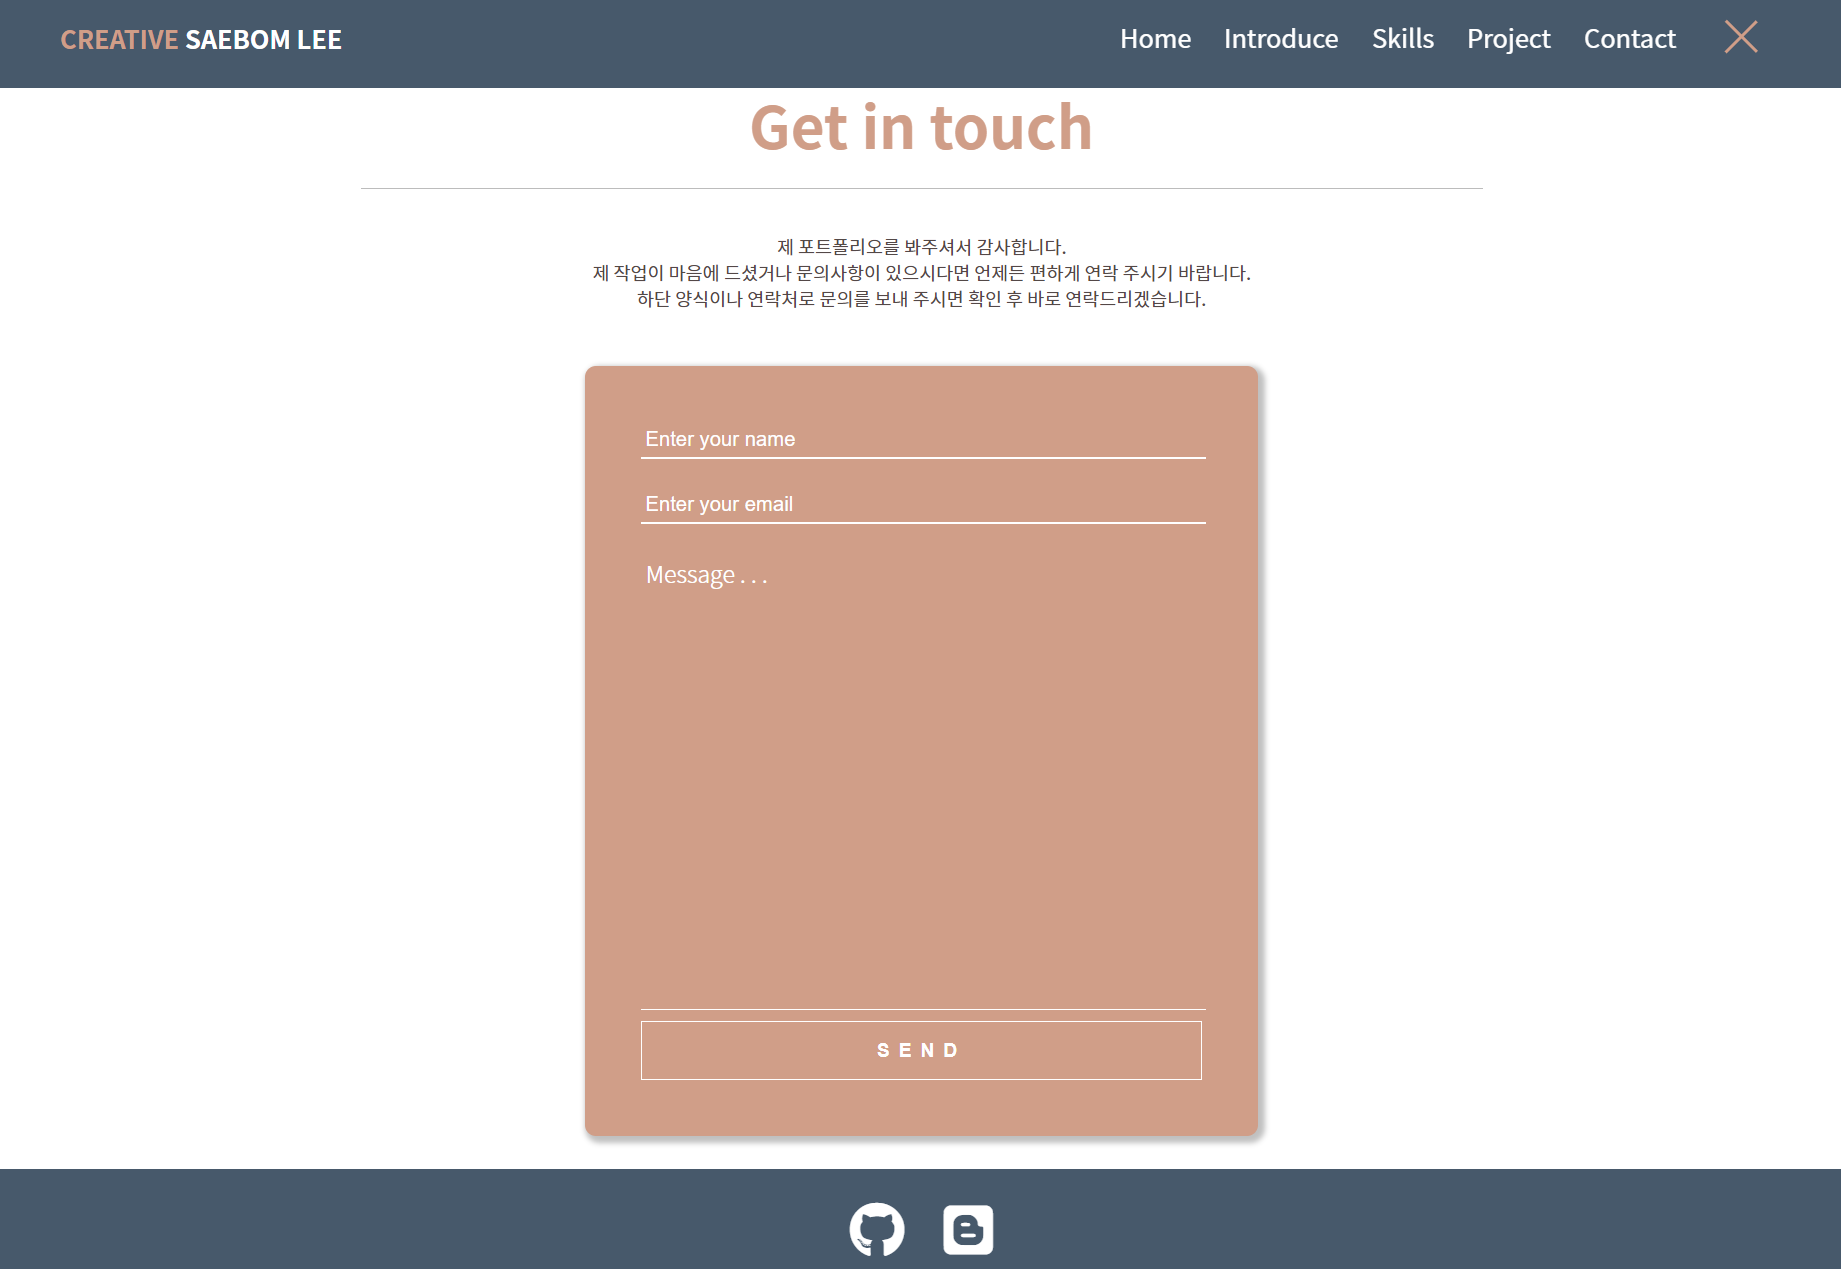 CREATIVE SAEBOM LEE
Home Introduce Skills Project Contact
Get in touch
제 포트폴리오를 봐주셔서 감사합니다.
제 작업이 마음에 드셨거나 문의사항이 있으시다면 언제든 편하게 연락 주시기 바랍니다.
하단 양식이나 연락처로 문의를 보내 주시면 확인 후 바로 연락드리겠습니다.
Enter your name
Enter your email
Message . . .
SEND